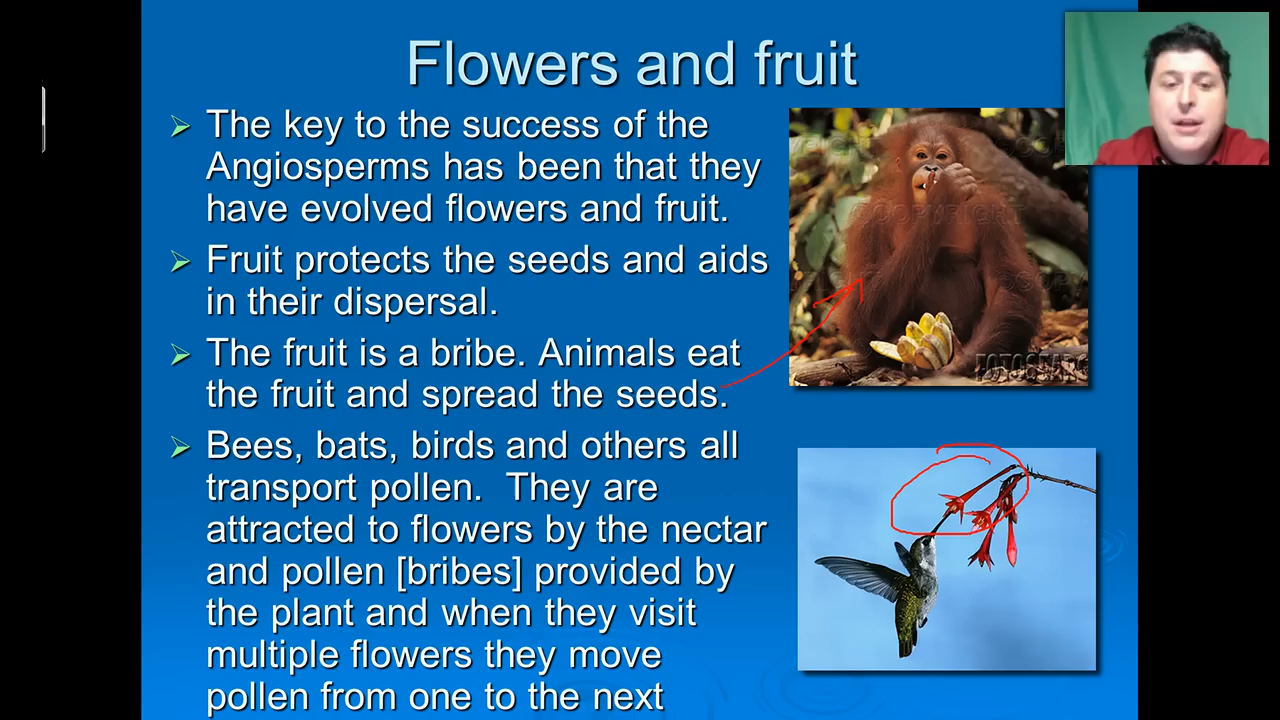 Flowers and fruit
The key to the success of the
Angiosperms has been that they
have evolved flowers and fruit.
Fruit protects the seeds and aids
in their dispersal.
The fruit is a bribe. Animals eat
the fruit and spread the seeds.
Bees, bats, birds and others all
transport pollen.  They are
attracted to flowers by the nectar
and pollen [bribes] provided by
the plant and when they visit
multiple flowers they move
pollen from one to the next